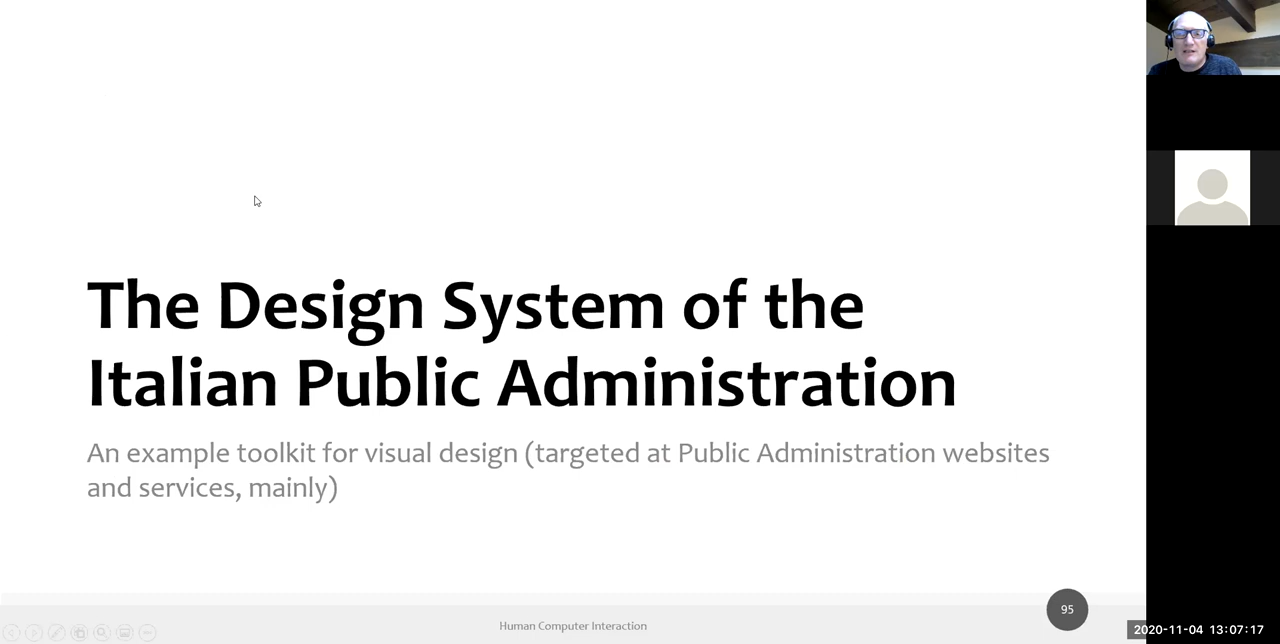 The Design System of the
Italian Public Administration
An example toolkit for visual design (targeted at Public Administration websites
and services, mainly)
Human Computer Interaction
95
2020-11-04 13:07:17